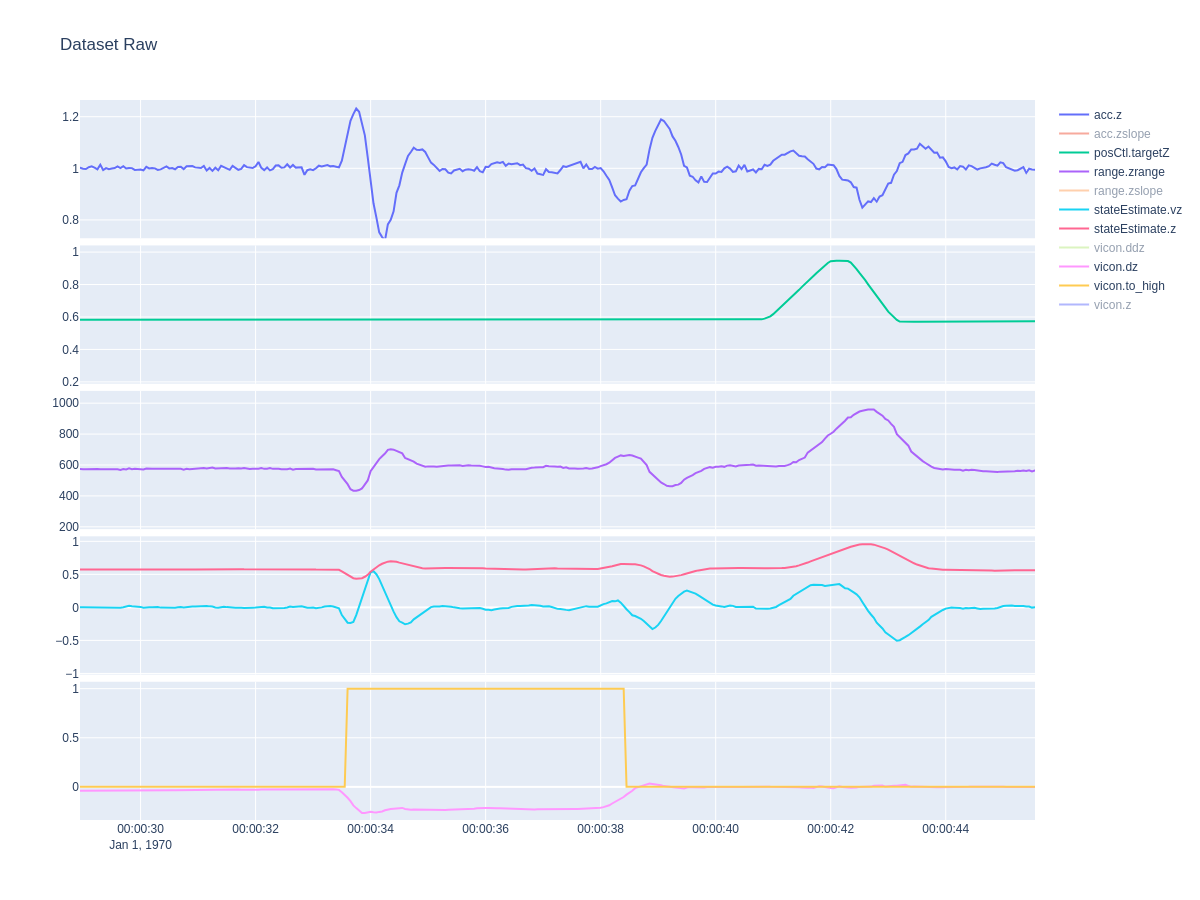 Dataset Raw
1.2
1
0.8
1
0.8
0.6
0.4
0.2
1000
800
600
400
200
1
0.5
0
−0.5
−1
1
0.5
0
00:00:30 00:00:32 00:00:34 00:00:36 00:00:38 00:00:40 00:00:42 00:00:44
Jan 1, 1970
acc.z
acc.zslope
posCtl.targetZ
range.zrange
range.zslope
stateEstimate.vz
stateEstimate.z
vicon.ddz
vicon.dz
vicon.to_high
vicon.z